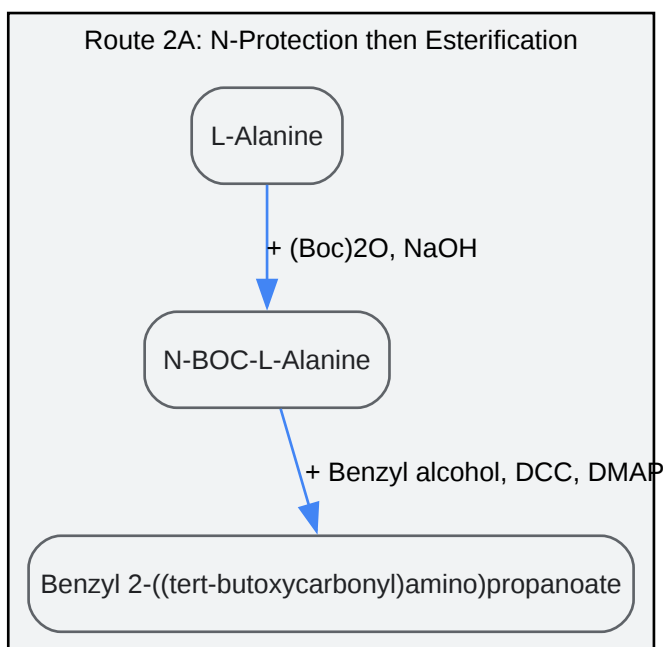 Route 2A: N-Protection then Esterification
L-Alanine
+ (Boc)2O, NaOH
N-BOC-L-Alanine
+ Benzyl alcohol, DCC, DMAP
Benzyl 2-((tert-butoxycarbonyl)amino)propanoate